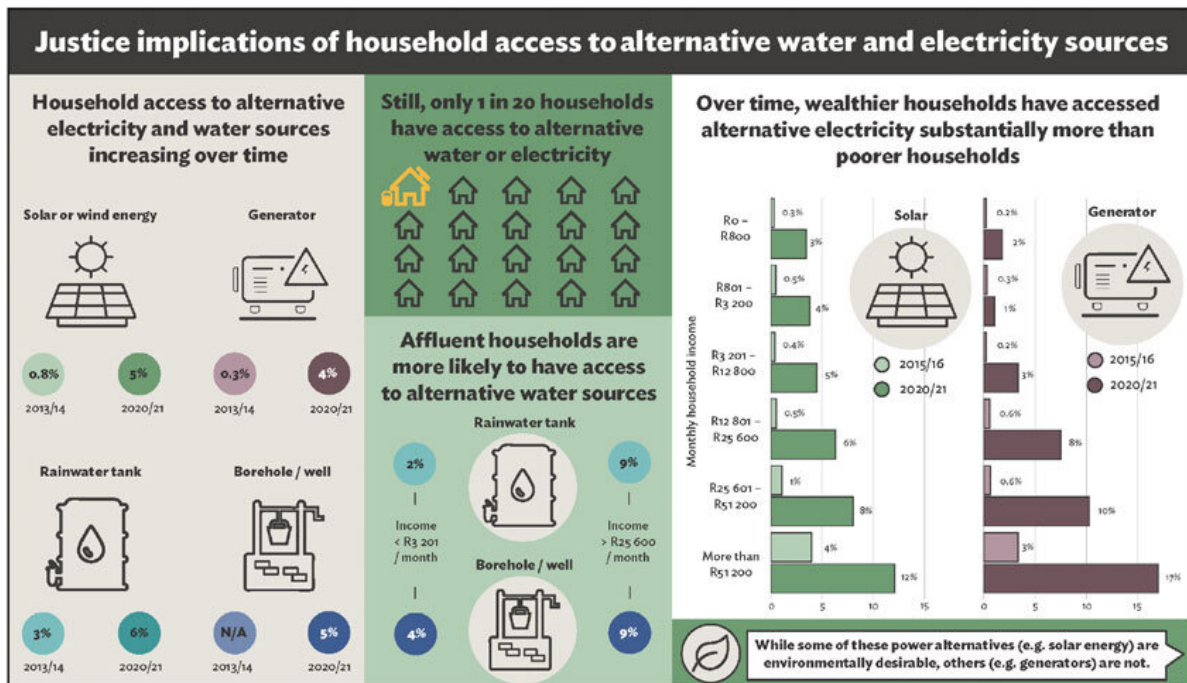 Justice implications of household access to alternative water and electricity sources
Household access to alternative
electricity and water sources
increasing over time
Solar or wind energy
Generator
0.8%
5%
0.3%
4%
2013/14
2020/21
2013/14
2020/21
Rainwater tank
Borehole / well
3%
6%
N/A
5%
2013/14
2020/21
2013/14
2020/21
Still, only 1 in 20 households
have access to alternative
water or electricity
Affluent households are
more likely to have access
to alternative water sources
Rainwater tank
2%
9%
Income
< R3 201
/ month
Income
> R25 600
/ month
Borehole / well
4%
9%
Over time, wealthier households have accessed
alternative electricity substantially more than
poorer households
Monthly household income
R0 –
R800
R801 –
R3 200
R3 201 –
R12 800
R12 801 –
R25 600
R25 601 –
R51 200
More than
R51 200
0.3%
3%
0.5%
4%
0.4%
5%
0.5%
6%
1%
8%
4%
12%
0
5
10
15
Solar
2015/16
2020/21
0.2%
2%
0.3%
1%
0.2%
3%
0.6%
8%
0.6%
10%
3%
17%
0
5
10
15
Generator
2015/16
2020/21
While some of these power alternatives (e.g. solar energy) are
environmentally desirable, others (e.g. generators) are not.